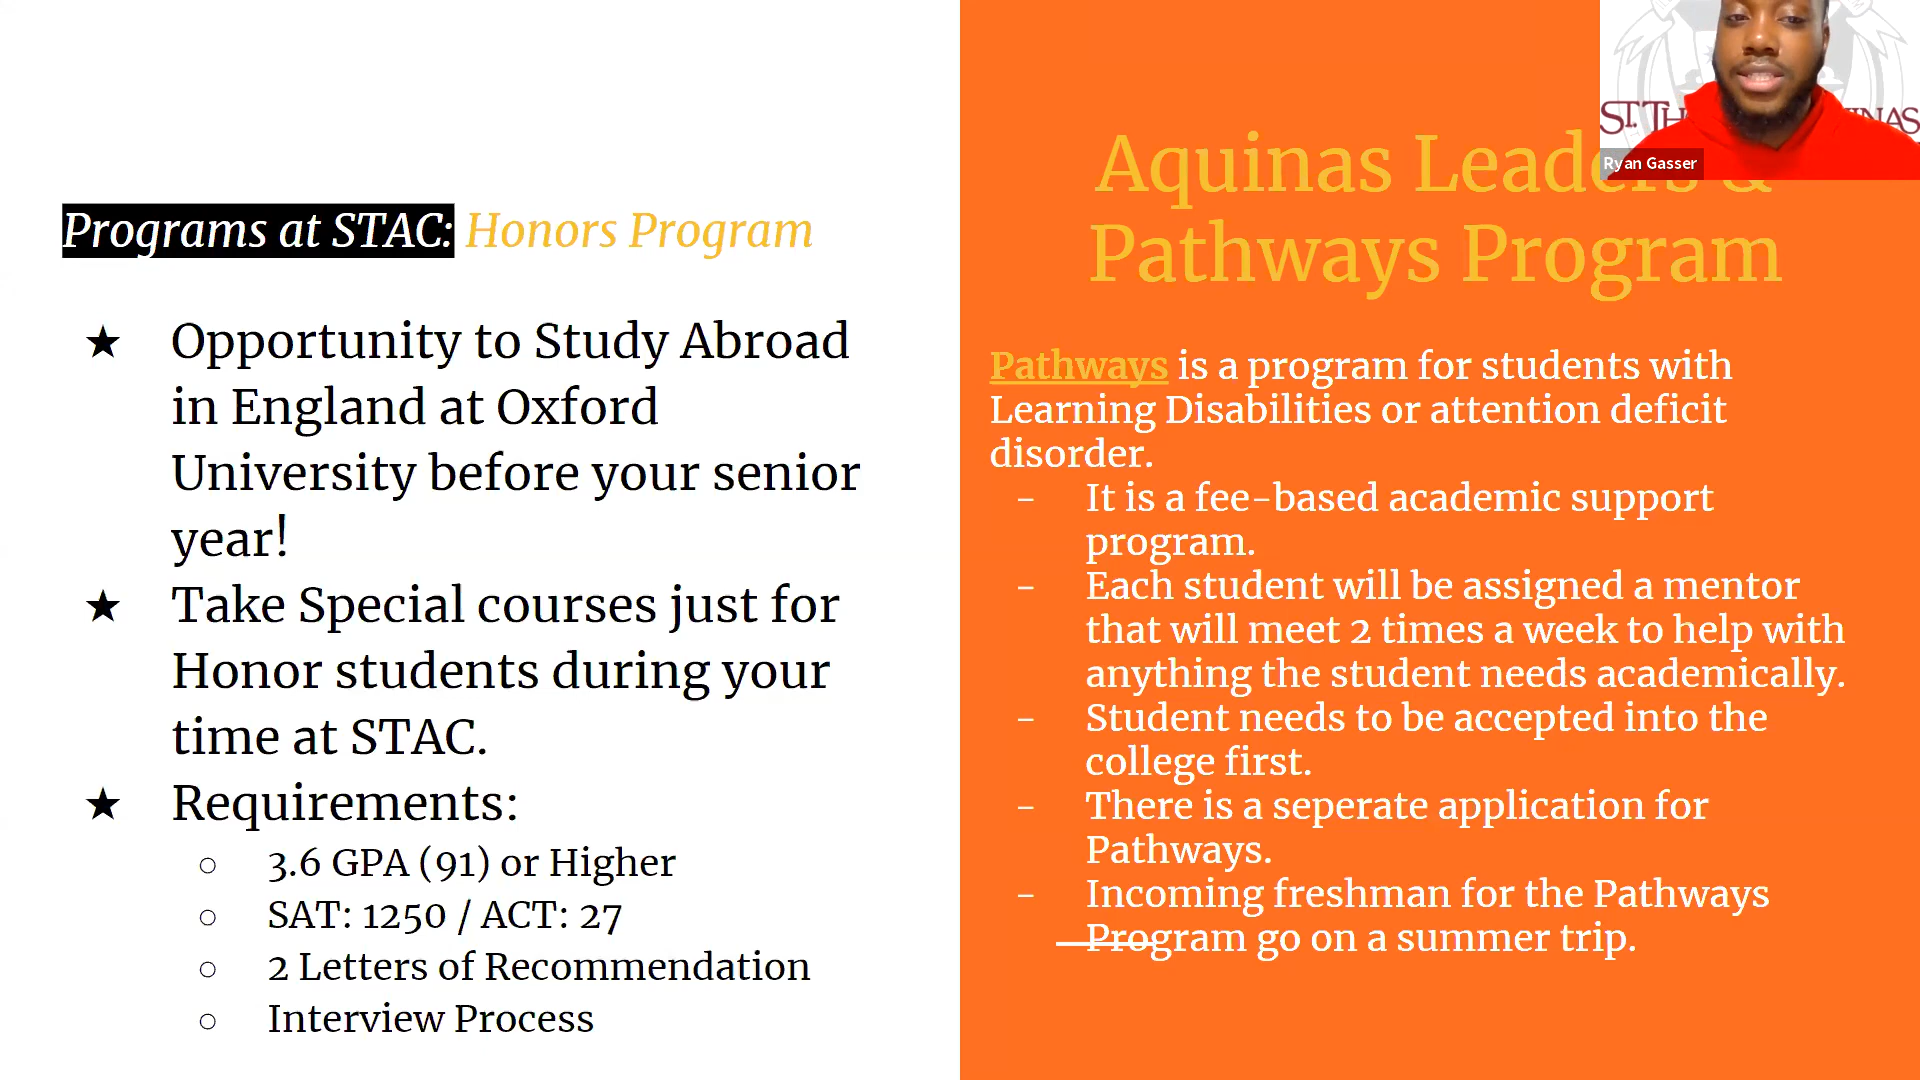 Programs at STAC: Honors Program
★ Opportunity to Study Abroad
in England at Oxford
University before your senior
year!
★ Take Special courses just for
Honor students during your
time at STAC.
★ Requirements:
○ 3.6 GPA (91) or Higher
○ SAT: 1250 / ACT: 27
○ 2 Letters of Recommendation
○ Interview Process
Aquinas Leaders &
Pathways Program
Pathways is a program for students with
Learning Disabilities or attention deficit
disorder.
- It is a fee-based academic support
program.
- Each student will be assigned a mentor
that will meet 2 times a week to help with
anything the student needs academically.
- Student needs to be accepted into the
college first.
- There is a seperate application for
Pathways.
- Incoming freshman for the Pathways
Program go on a summer trip.
ST. TH INAS
Ryan Gasser